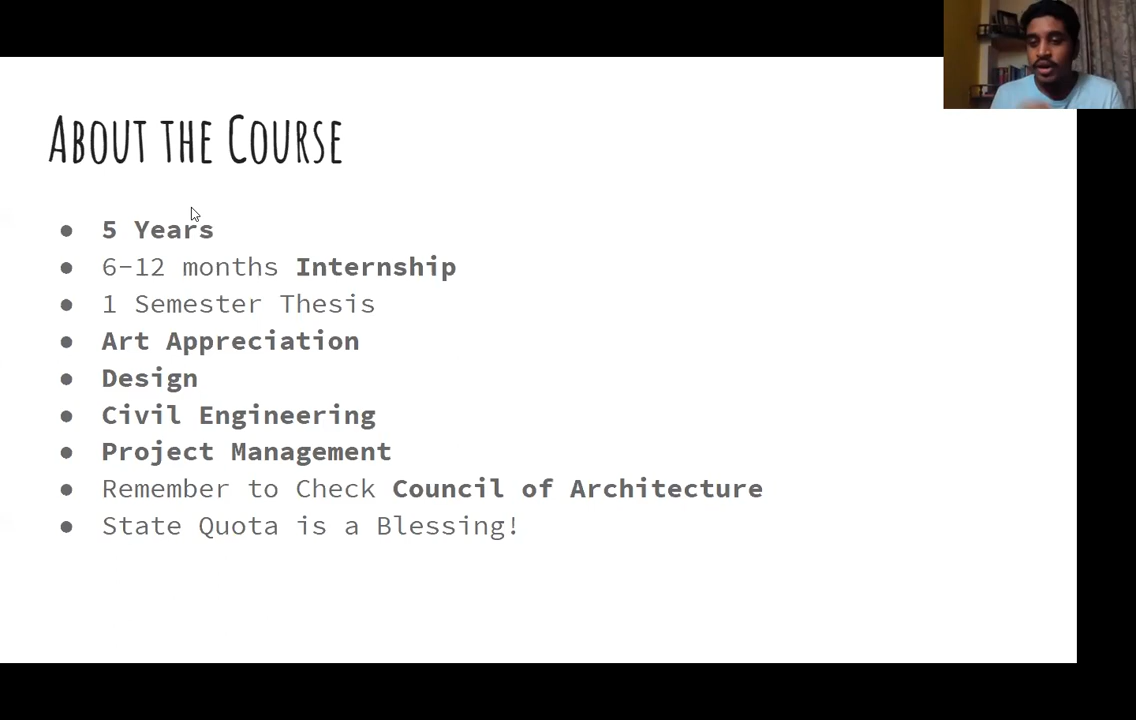 About the Course
5 Years
6-12 months Internship
1 Semester Thesis
Art Appreciation
Design
Civil Engineering
Project Management
Remember to Check Council of Architecture
State Quota is a Blessing!